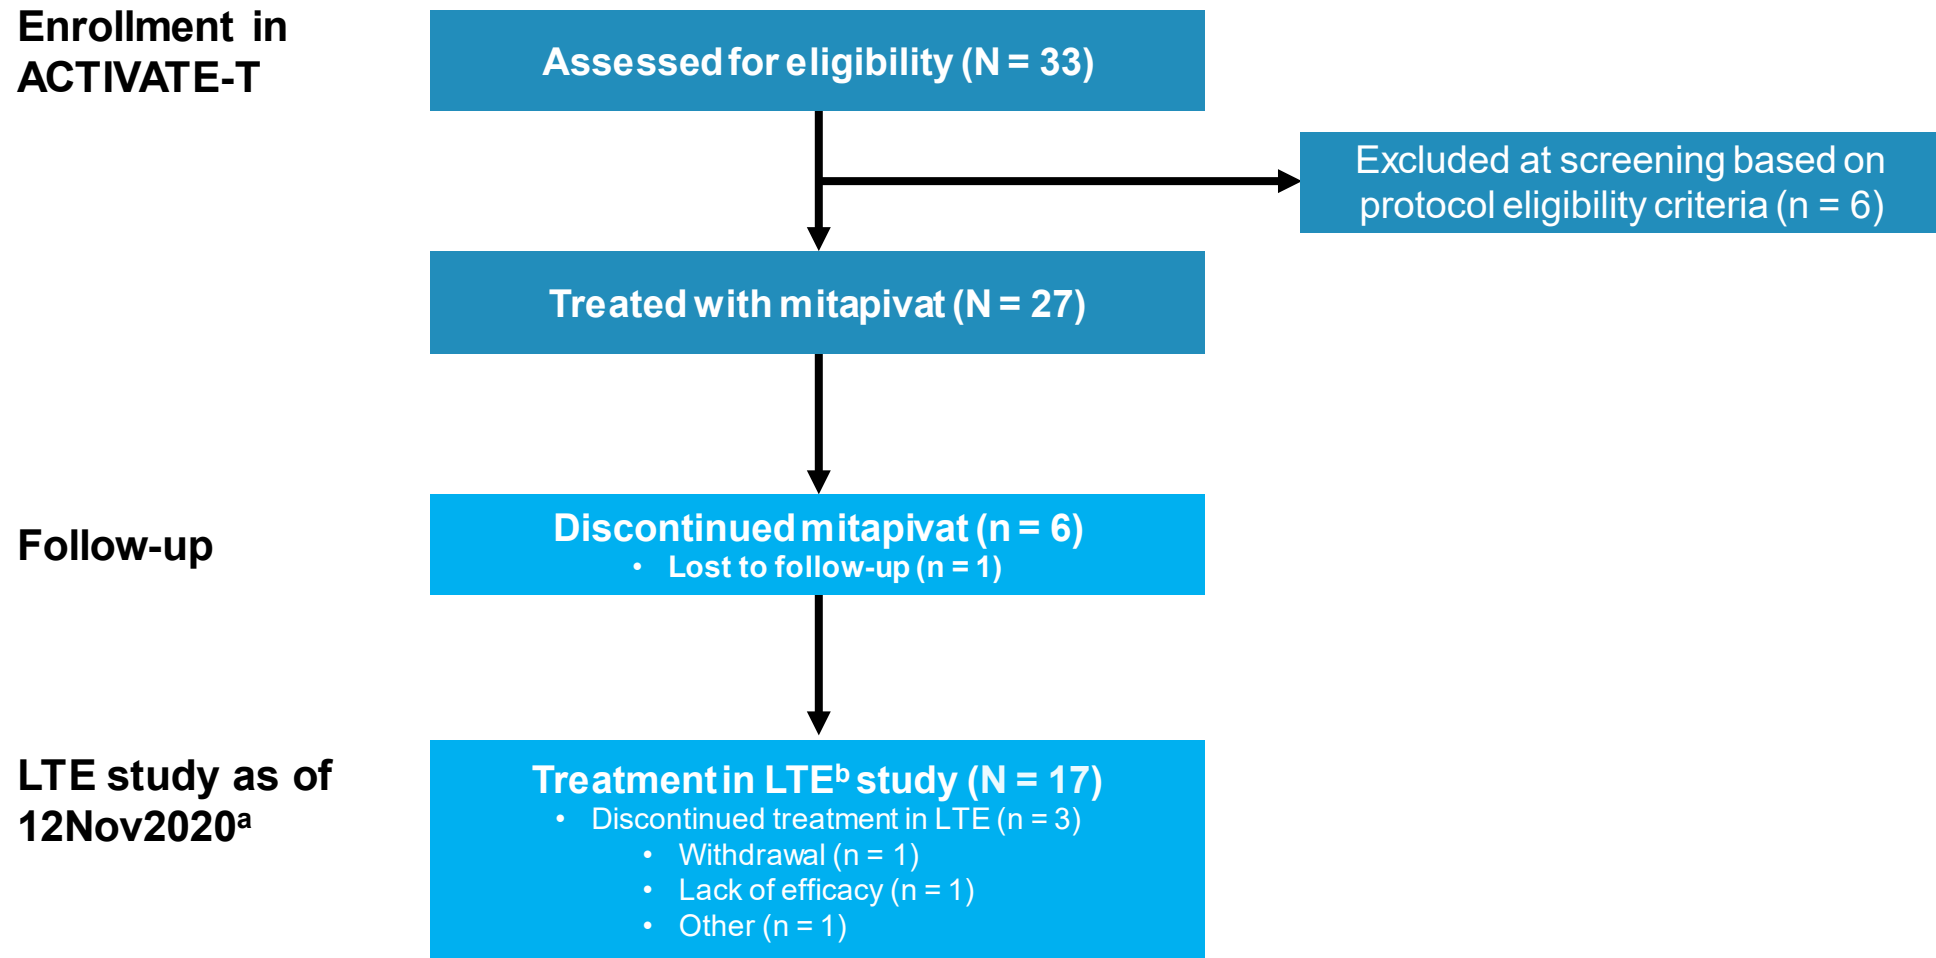 Enrollment in
ACTIVATE-T
Assessed for eligibility (N = 33)
Excluded at screening based on
protocol eligibility criteria (n = 6)
Treated with mitapivat (N = 27)
Follow-up
Discontinued mitapivat (n = 6)
• Lost to follow-up (n = 1)
LTE study as of
12Nov2020ᵃ
Treatment in LTEᵇ study (N = 17)
• Discontinued treatment in LTE (n = 3)
• Withdrawal (n = 1)
• Lack of efficacy (n = 1)
• Other (n = 1)